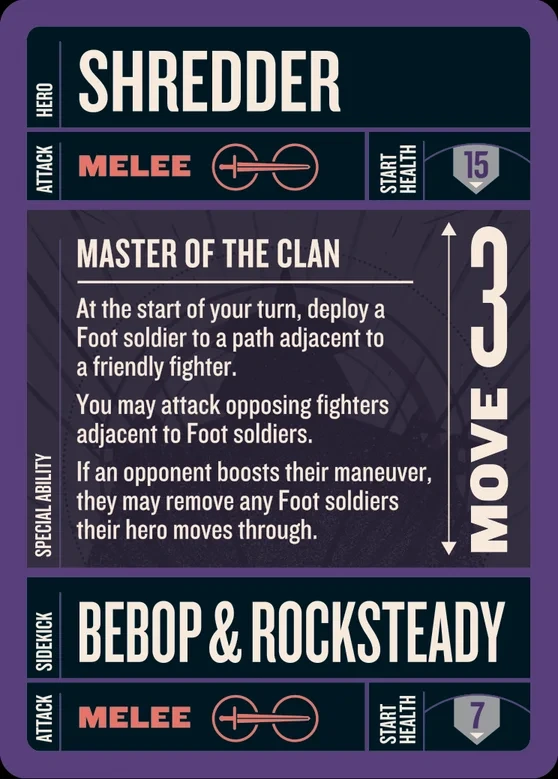 HERO
SHREDDER
ATTACK
MELEE
START
HEALTH
15
SPECIAL ABILITY
MASTER OF THE CLAN
At the start of your turn, deploy a
Foot soldier to a path adjacent to
a friendly fighter.
You may attack opposing fighters
adjacent to Foot soldiers.
If an opponent boosts their maneuver,
they may remove any Foot soldiers
their hero moves through.
MOVE 3
SIDEKICK
BEBOP & ROCKSTEADY
ATTACK
MELEE
START
HEALTH
7